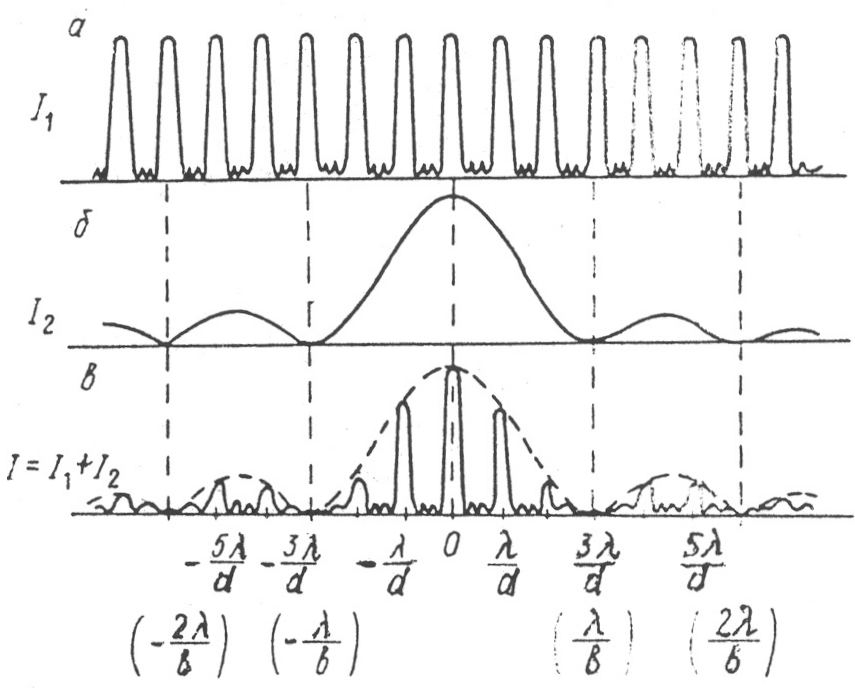 а
I₁
б
I₂
в
I = I₁ + I₂
-5λ/d -3λ/d -λ/d 0 λ/d 3λ/d 5λ/d
(-2λ/в) (-λ/в) (λ/в) (2λ/в)